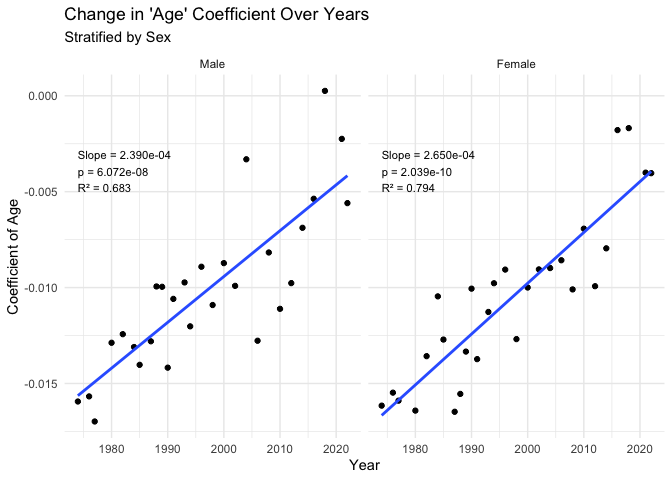 Change in 'Age' Coefficient Over Years
Stratified by Sex
Male
Female
0.000
-0.005
-0.010
-0.015
Coefficient of Age
Slope = 2.390e-04
p = 6.072e-08
R² = 0.683
Slope = 2.650e-04
p = 2.039e-10
R² = 0.794
1980 1990 2000 2010 2020
1980 1990 2000 2010 2020
Year